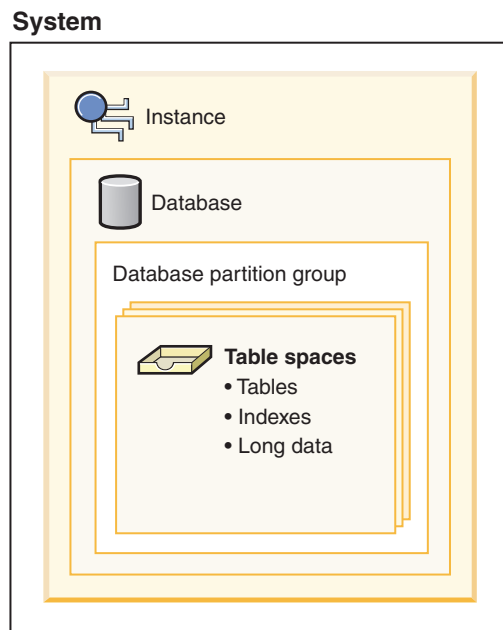 System
Instance
Database
Database partition group
Table spaces
• Tables
• Indexes
• Long data